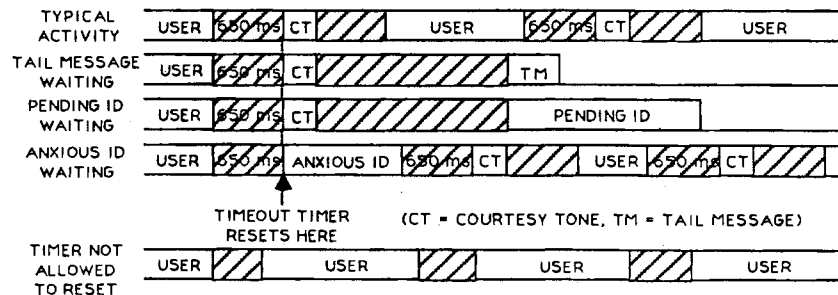 TYPICAL
ACTIVITY
USER 650 ms CT USER 650 ms CT USER
TAIL MESSAGE
WAITING
USER 650 ms CT TM
PENDING ID
WAITING
USER 650 ms CT PENDING ID
ANXIOUS ID
WAITING
USER 650 ms ANXIOUS ID 650 ms CT USER 650 ms CT
TIMEOUT TIMER
RESETS HERE
(CT = COURTESY TONE, TM = TAIL MESSAGE)
TIMER NOT
ALLOWED
TO RESET
USER USER USER USER